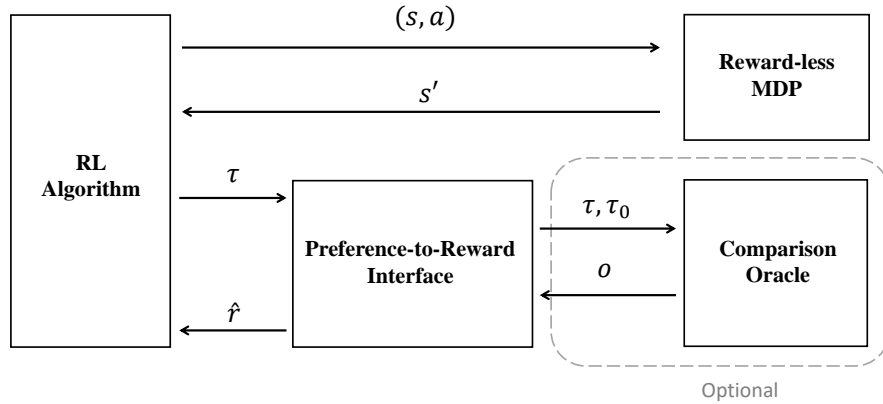 (s, a)
Reward-less
MDP
s′
RL
Algorithm
τ
τ, τ₀
Preference-to-Reward
Interface
Comparison
Oracle
o
r̂
Optional